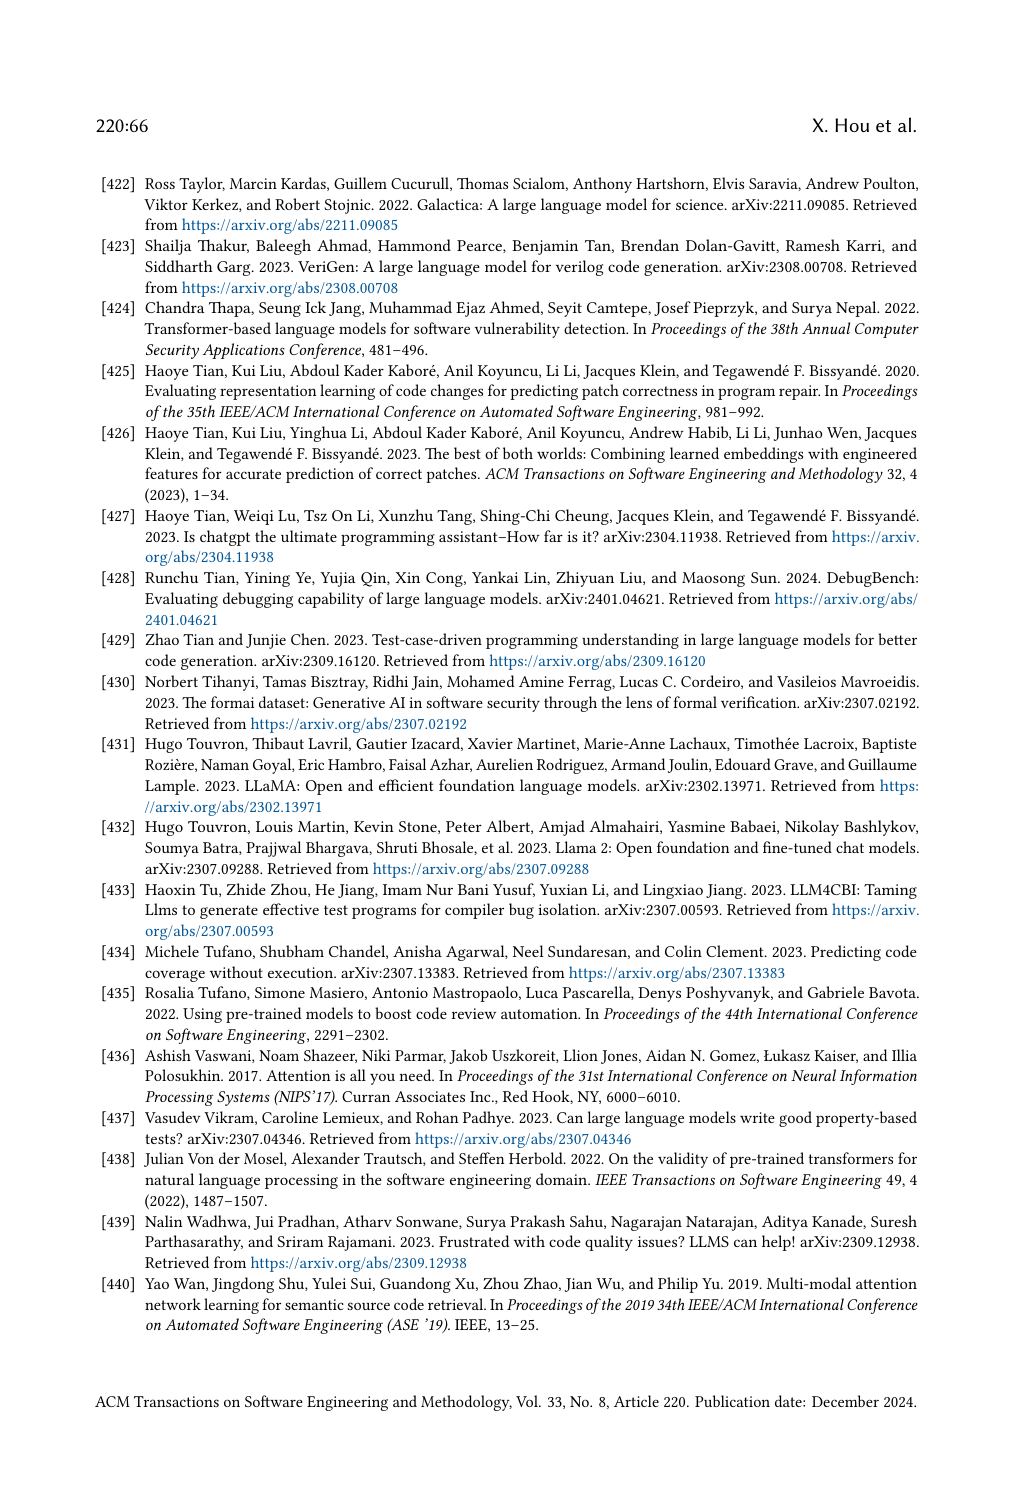 220:66
X. Hou et al.
[422] Ross Taylor, Marcin Kardas, Guillem Cucurull, Thomas Scialom, Anthony Hartshorn, Elvis Saravia, Andrew Poulton,
Viktor Kerkez, and Robert Stojnic. 2022. Galactica: A large language model for science. arXiv:2211.09085. Retrieved
from https://arxiv.org/abs/2211.09085
[423] Shailja Thakur, Baleegh Ahmad, Hammond Pearce, Benjamin Tan, Brendan Dolan-Gavitt, Ramesh Karri, and
Siddharth Garg. 2023. VeriGen: A large language model for verilog code generation. arXiv:2308.00708. Retrieved
from https://arxiv.org/abs/2308.00708
[424] Chandra Thapa, Seung Ick Jang, Muhammad Ejaz Ahmed, Seyit Camtepe, Josef Pieprzyk, and Surya Nepal. 2022.
Transformer-based language models for software vulnerability detection. In Proceedings of the 38th Annual Computer
Security Applications Conference, 481–496.
[425] Haoye Tian, Kui Liu, Abdoul Kader Kaboré, Anil Koyuncu, Li Li, Jacques Klein, and Tegawendé F. Bissyandé. 2020.
Evaluating representation learning of code changes for predicting patch correctness in program repair. In Proceedings
of the 35th IEEE/ACM International Conference on Automated Software Engineering, 981–992.
[426] Haoye Tian, Kui Liu, Yinghua Li, Abdoul Kader Kaboré, Anil Koyuncu, Andrew Habib, Li Li, Junhao Wen, Jacques
Klein, and Tegawendé F. Bissyandé. 2023. The best of both worlds: Combining learned embeddings with engineered
features for accurate prediction of correct patches. ACM Transactions on Software Engineering and Methodology 32, 4
(2023), 1–34.
[427] Haoye Tian, Weiqi Lu, Tsz On Li, Xunzhu Tang, Shing-Chi Cheung, Jacques Klein, and Tegawendé F. Bissyandé.
2023. Is chatgpt the ultimate programming assistant–How far is it? arXiv:2304.11938. Retrieved from https://arxiv.
org/abs/2304.11938
[428] Runchu Tian, Yining Ye, Yujia Qin, Xin Cong, Yankai Lin, Zhiyuan Liu, and Maosong Sun. 2024. DebugBench:
Evaluating debugging capability of large language models. arXiv:2401.04621. Retrieved from https://arxiv.org/abs/
2401.04621
[429] Zhao Tian and Junjie Chen. 2023. Test-case-driven programming understanding in large language models for better
code generation. arXiv:2309.16120. Retrieved from https://arxiv.org/abs/2309.16120
[430] Norbert Tihanyi, Tamas Bisztray, Ridhi Jain, Mohamed Amine Ferrag, Lucas C. Cordeiro, and Vasileios Mavroeidis.
2023. The formai dataset: Generative AI in software security through the lens of formal verification. arXiv:2307.02192.
Retrieved from https://arxiv.org/abs/2307.02192
[431] Hugo Touvron, Thibaut Lavril, Gautier Izacard, Xavier Martinet, Marie-Anne Lachaux, Timothée Lacroix, Baptiste
Rozière, Naman Goyal, Eric Hambro, Faisal Azhar, Aurelien Rodriguez, Armand Joulin, Edouard Grave, and Guillaume
Lample. 2023. LLaMA: Open and efficient foundation language models. arXiv:2302.13971. Retrieved from https:
//arxiv.org/abs/2302.13971
[432] Hugo Touvron, Louis Martin, Kevin Stone, Peter Albert, Amjad Almahairi, Yasmine Babaei, Nikolay Bashlykov,
Soumya Batra, Prajjwal Bhargava, Shruti Bhosale, et al. 2023. Llama 2: Open foundation and fine-tuned chat models.
arXiv:2307.09288. Retrieved from https://arxiv.org/abs/2307.09288
[433] Haoxin Tu, Zhide Zhou, He Jiang, Imam Nur Bani Yusuf, Yuxian Li, and Lingxiao Jiang. 2023. LLM4CBI: Taming
Llms to generate effective test programs for compiler bug isolation. arXiv:2307.00593. Retrieved from https://arxiv.
org/abs/2307.00593
[434] Michele Tufano, Shubham Chandel, Anisha Agarwal, Neel Sundaresan, and Colin Clement. 2023. Predicting code
coverage without execution. arXiv:2307.13383. Retrieved from https://arxiv.org/abs/2307.13383
[435] Rosalia Tufano, Simone Masiero, Antonio Mastropaolo, Luca Pascarella, Denys Poshyvanyk, and Gabriele Bavota.
2022. Using pre-trained models to boost code review automation. In Proceedings of the 44th International Conference
on Software Engineering, 2291–2302.
[436] Ashish Vaswani, Noam Shazeer, Niki Parmar, Jakob Uszkoreit, Llion Jones, Aidan N. Gomez, Łukasz Kaiser, and Illia
Polosukhin. 2017. Attention is all you need. In Proceedings of the 31st International Conference on Neural Information
Processing Systems (NIPS'17). Curran Associates Inc., Red Hook, NY, 6000–6010.
[437] Vasudev Vikram, Caroline Lemieux, and Rohan Padhye. 2023. Can large language models write good property-based
tests? arXiv:2307.04346. Retrieved from https://arxiv.org/abs/2307.04346
[438] Julian Von der Mosel, Alexander Trautsch, and Steffen Herbold. 2022. On the validity of pre-trained transformers for
natural language processing in the software engineering domain. IEEE Transactions on Software Engineering 49, 4
(2022), 1487–1507.
[439] Nalin Wadhwa, Jui Pradhan, Atharv Sonwane, Surya Prakash Sahu, Nagarajan Natarajan, Aditya Kanade, Suresh
Parthasarathy, and Sriram Rajamani. 2023. Frustrated with code quality issues? LLMS can help! arXiv:2309.12938.
Retrieved from https://arxiv.org/abs/2309.12938
[440] Yao Wan, Jingdong Shu, Yulei Sui, Guandong Xu, Zhou Zhao, Jian Wu, and Philip Yu. 2019. Multi-modal attention
network learning for semantic source code retrieval. In Proceedings of the 2019 34th IEEE/ACM International Conference
on Automated Software Engineering (ASE '19). IEEE, 13–25.
ACM Transactions on Software Engineering and Methodology, Vol. 33, No. 8, Article 220. Publication date: December 2024.